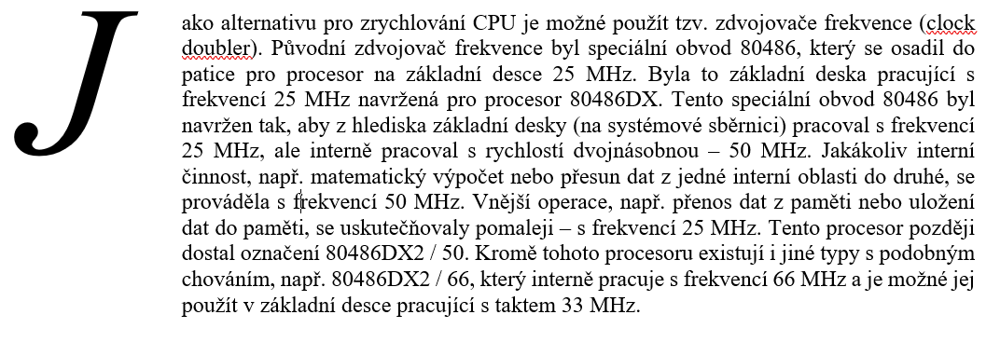 Jako alternativu pro zrychlování CPU je možné použít tzv. zdvojovače frekvence (clock
doubler). Původní zdvojovač frekvence byl speciální obvod 80486, který se osadil do
patice pro procesor na základní desce 25 MHz. Byla to základní deska pracující s
frekvencí 25 MHz navržená pro procesor 80486DX. Tento speciální obvod 80486 byl
navržen tak, aby z hlediska základní desky (na systémové sběrnici) pracoval s frekvencí
25 MHz, ale interně pracoval s rychlostí dvojnásobnou – 50 MHz. Jakákoliv interní
činnost, např. matematický výpočet nebo přesun dat z jedné interní oblasti do druhé, se
prováděla s frekvencí 50 MHz. Vnější operace, např. přenos dat z paměti nebo uložení
dat do paměti, se uskutečňovaly pomaleji – s frekvencí 25 MHz. Tento procesor později
dostal označení 80486DX2 / 50. Kromě tohoto procesoru existují i jiné typy s podobným
chováním, např. 80486DX2 / 66, který interně pracuje s frekvencí 66 MHz a je možné jej
použít v základní desce pracující s taktem 33 MHz.